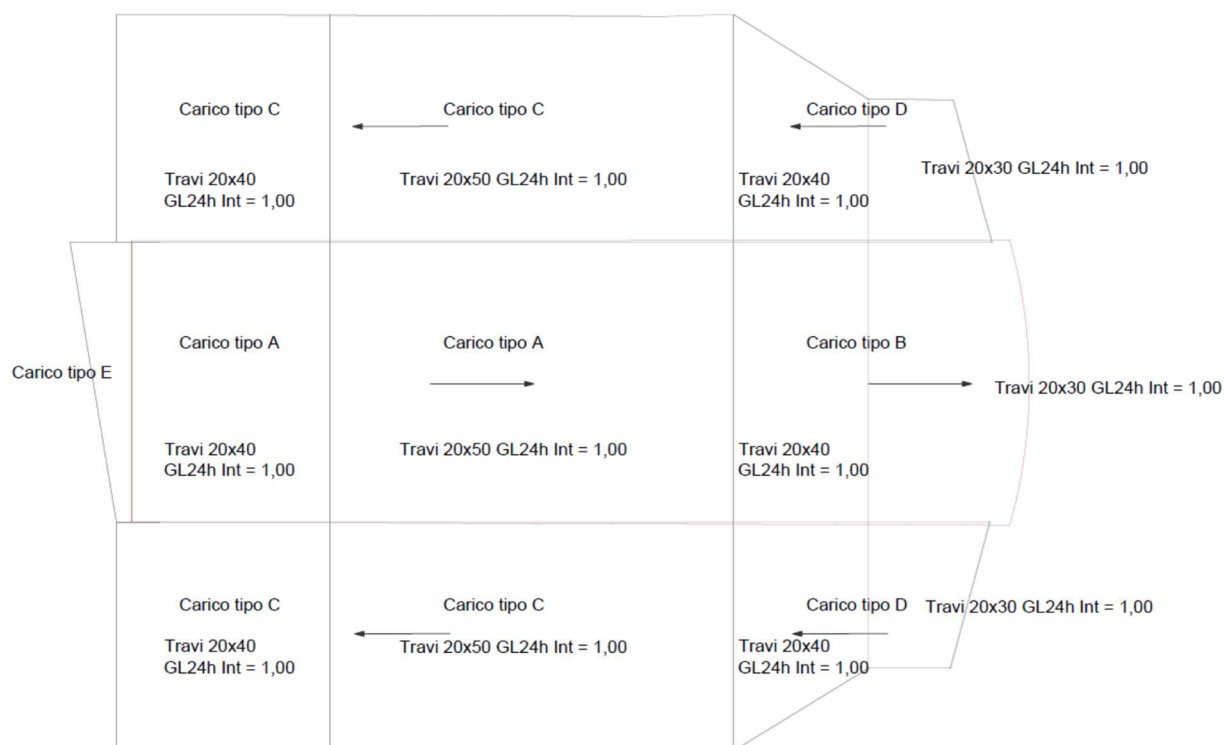 Carico tipo C
Carico tipo C
Carico tipo D
Travi 20x40
GL24h Int = 1,00
Travi 20x50 GL24h Int = 1,00
Travi 20x40
GL24h Int = 1,00
Travi 20x30 GL24h Int = 1,00
Carico tipo A
Carico tipo A
Carico tipo B
Carico tipo E
Travi 20x30 GL24h Int = 1,00
Travi 20x40
GL24h Int = 1,00
Travi 20x50 GL24h Int = 1,00
Travi 20x40
GL24h Int = 1,00
Carico tipo C
Carico tipo C
Carico tipo D
Travi 20x30 GL24h Int = 1,00
Travi 20x40
GL24h Int = 1,00
Travi 20x50 GL24h Int = 1,00
Travi 20x40
GL24h Int = 1,00